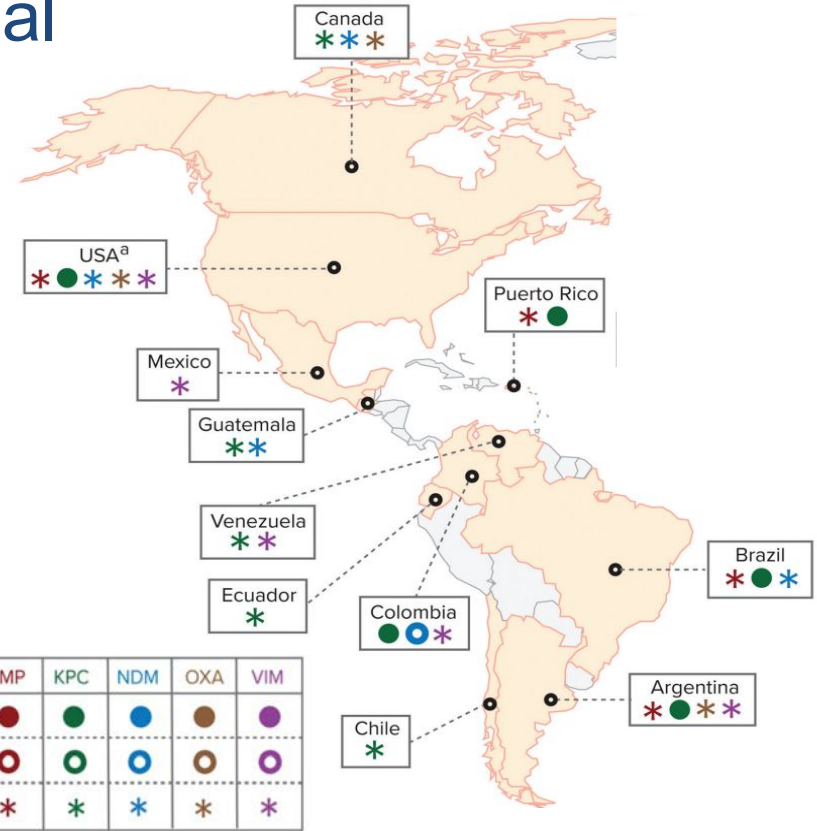 al
Canada
* * *
USAª
* ● * * *
Puerto Rico
* ●
Mexico
*
Guatemala
* *
Venezuela
* *
Ecuador
*
Colombia
● ○ *
Brazil
* ● *
Argentina
* ● * *
Chile
*
MP KPC NDM OXA VIM
● ● ● ● ●
○ ○ ○ ○ ○
* * * * *